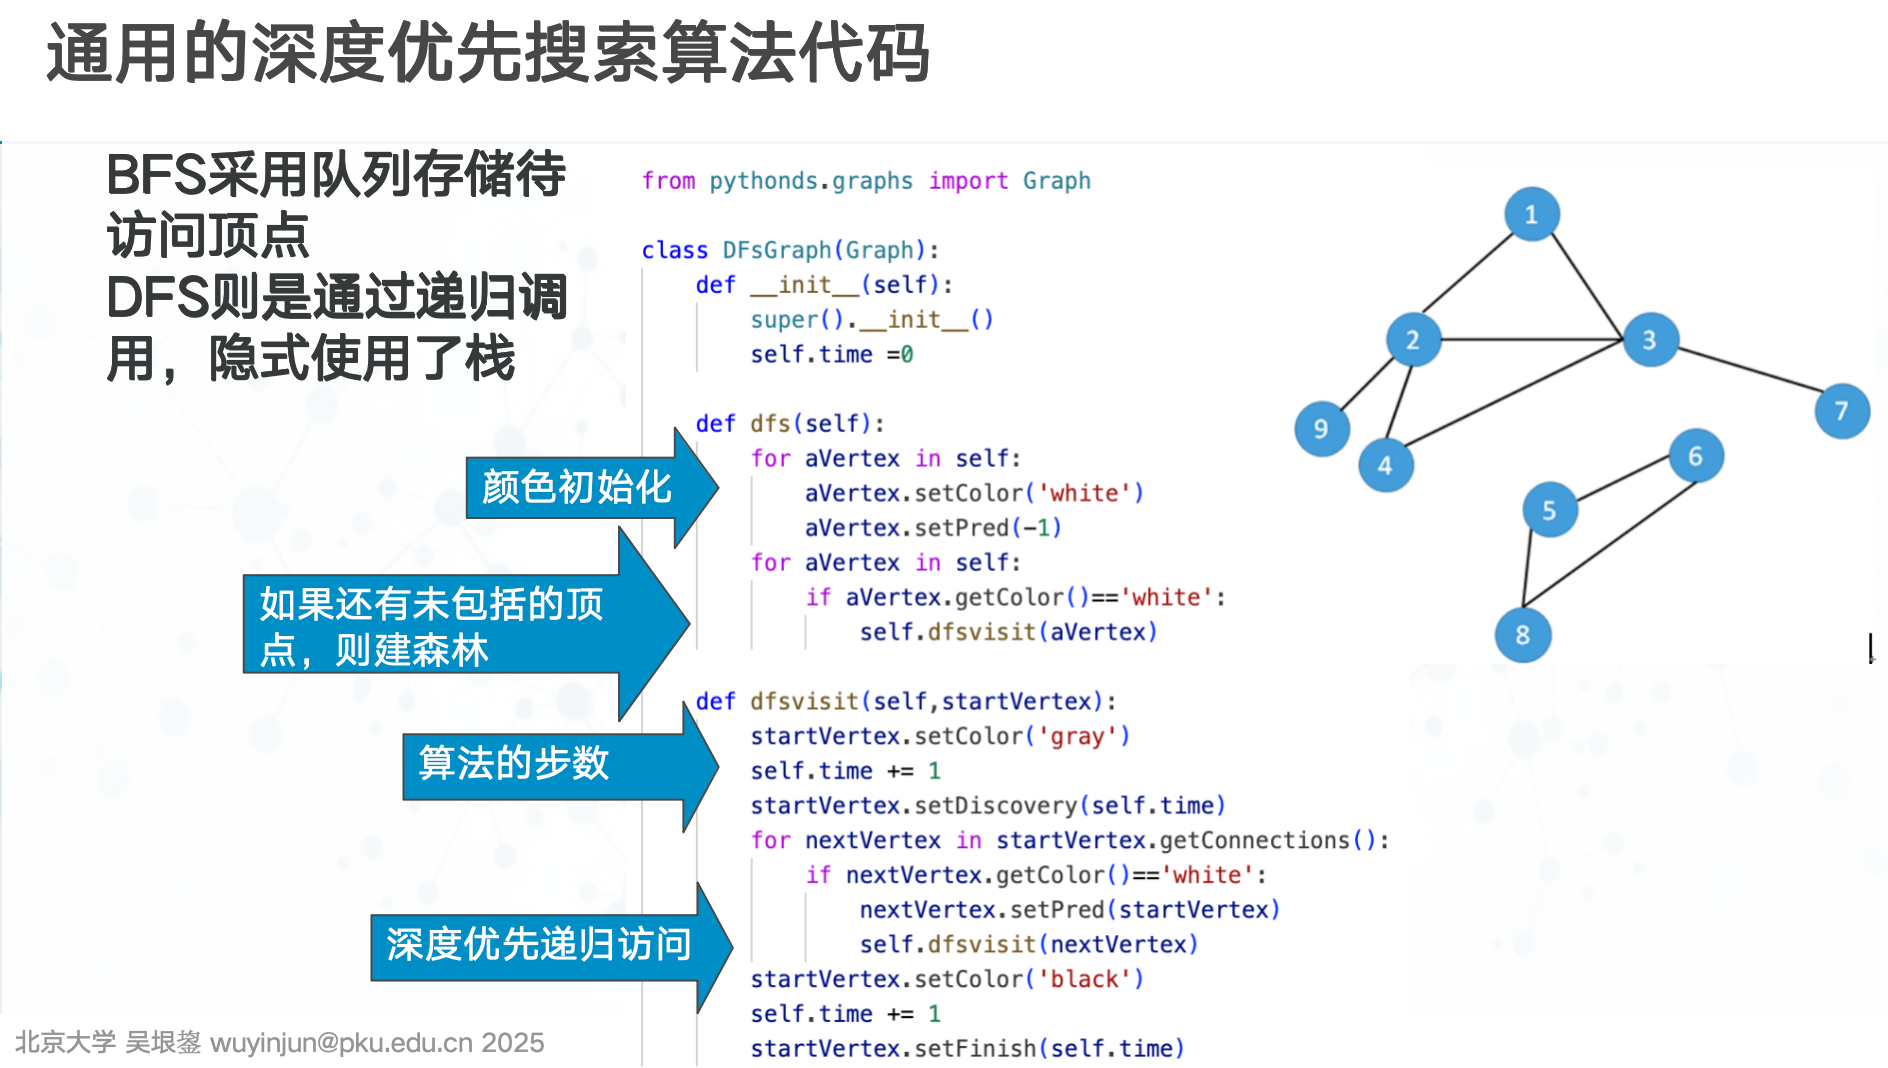 通用的深度优先搜索算法代码
BFS采用队列存储待
访问顶点
DFS则是通过递归调
用，隐式使用了栈
颜色初始化
如果还有未包括的顶
点，则建森林
算法的步数
深度优先递归访问
from pythonds.graphs import Graph
class DFsGraph(Graph):
def __init__(self):
super().__init__()
self.time =0
def dfs(self):
for aVertex in self:
aVertex.setColor('white')
aVertex.setPred(-1)
for aVertex in self:
if aVertex.getColor()=='white':
self.dfsvisit(aVertex)
def dfsvisit(self,startVertex):
startVertex.setColor('gray')
self.time += 1
startVertex.setDiscovery(self.time)
for nextVertex in startVertex.getConnections():
if nextVertex.getColor()=='white':
nextVertex.setPred(startVertex)
self.dfsvisit(nextVertex)
startVertex.setColor('black')
self.time += 1
startVertex.setFinish(self.time)
1
2
3
9
4
7
6
5
8
北京大学 吴垠鋆 wuyinjun@pku.edu.cn 2025